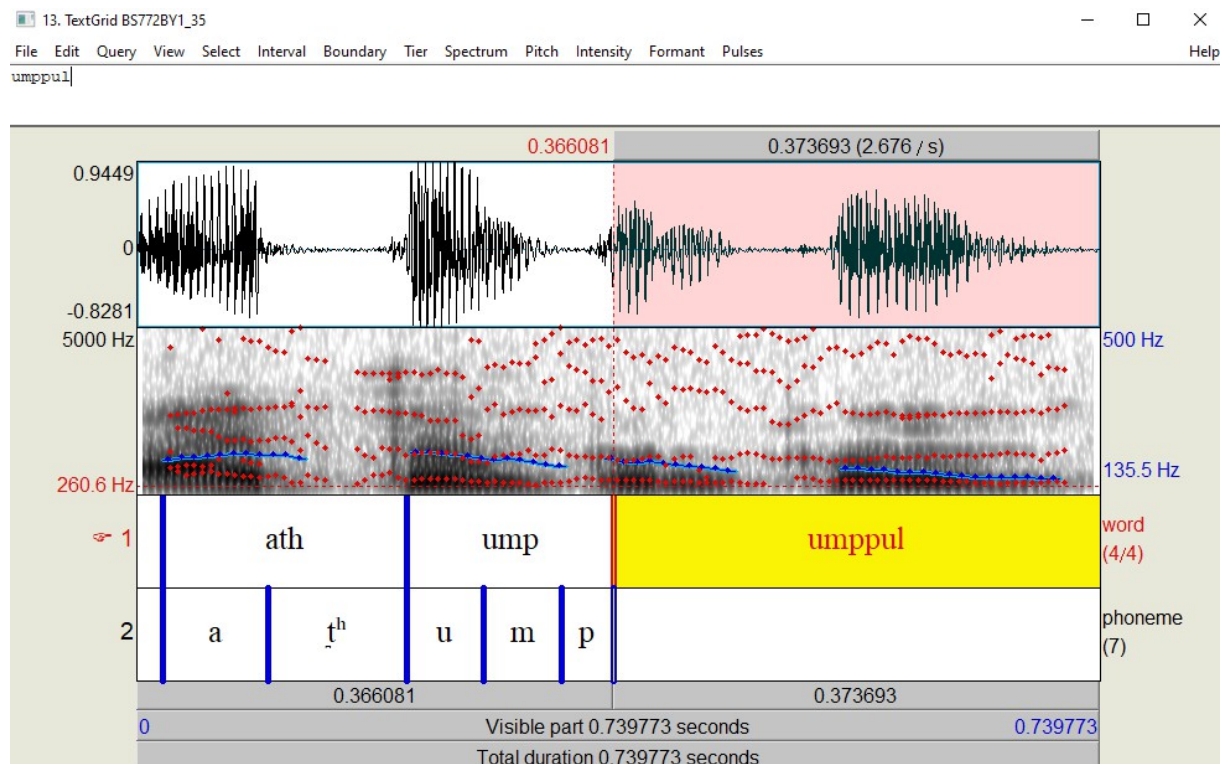 13. TextGrid BS772BY1_35
File Edit Query View Select Interval Boundary Tier Spectrum Pitch Intensity Formant Pulses Help
umppul
0.366081 0.373693 (2.676 / s)
0.9449
0
-0.8281
5000 Hz 500 Hz
260.6 Hz 135.5 Hz
☞ 1 ath ump umppul word
(4/4)
2 a t̪ʰ u m p phoneme
(7)
0.366081 0.373693
0 Visible part 0.739773 seconds 0.739773
Total duration 0.739773 seconds